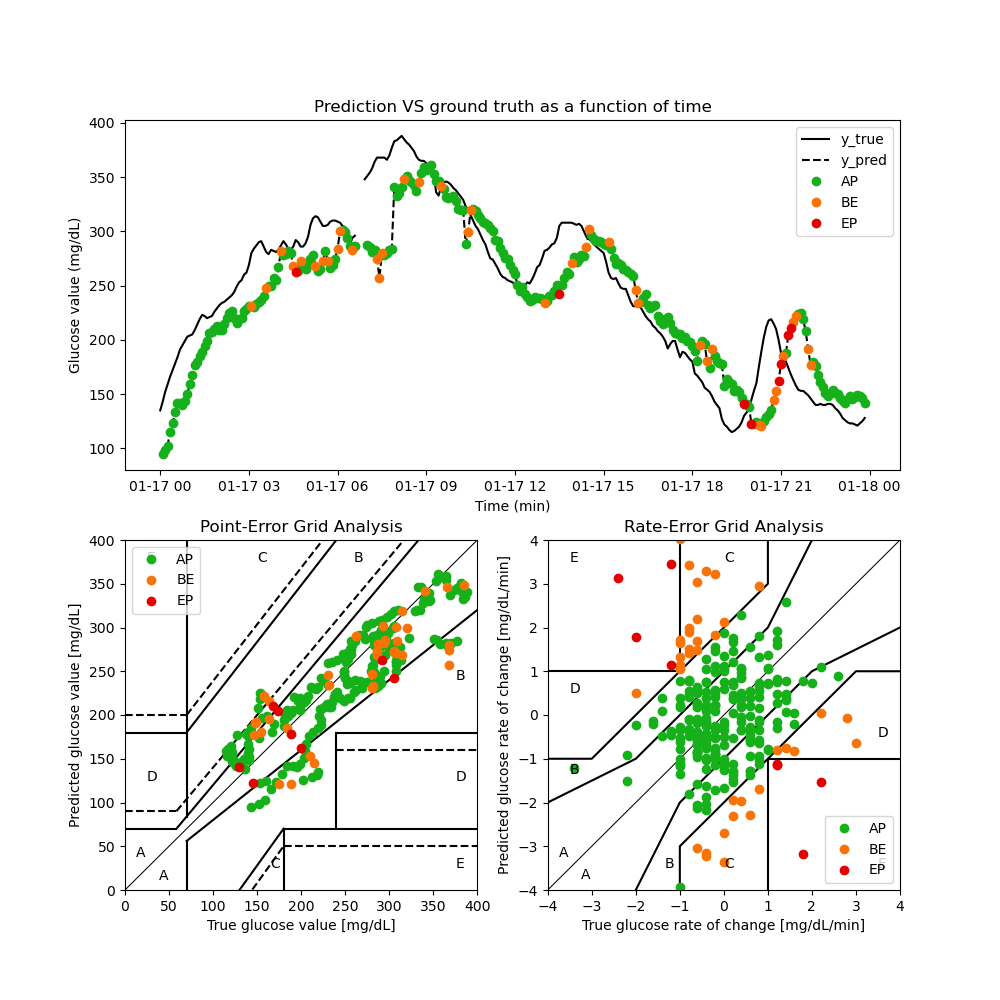 Prediction VS ground truth as a function of time
Glucose value (mg/dL)
400
350
300
250
200
150
100
y_true
y_pred
AP
BE
EP
01-17 00
01-17 03
01-17 06
01-17 09
01-17 12
01-17 15
01-17 18
01-17 21
01-18 00
Time (min)
Point-Error Grid Analysis
Predicted glucose value [mg/dL]
400
350
300
250
200
150
100
50
0
AP
BE
EP
E
C
B
B
D
D
A
A
C
E
0
50
100
150
200
250
300
350
400
True glucose value [mg/dL]
Rate-Error Grid Analysis
Predicted glucose rate of change [mg/dL/min]
4
3
2
1
0
−1
−2
−3
−4
E
C
D
D
B
A
A
B
C
E
AP
BE
EP
−4
−3
−2
−1
0
1
2
3
4
True glucose rate of change [mg/dL/min]